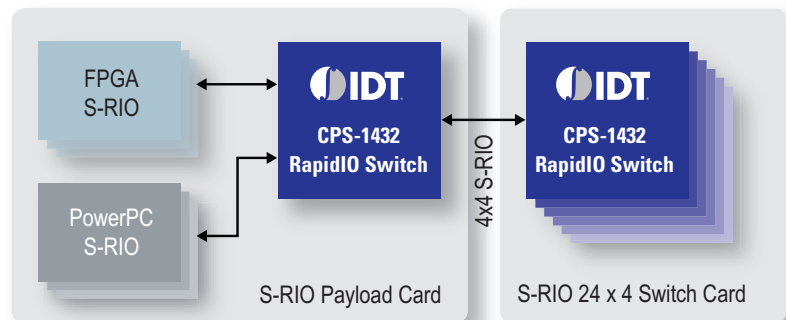 FPGA
S-RIO
PowerPC
S-RIO
IDT
CPS-1432
RapidIO Switch
S-RIO Payload Card
4x4 S-RIO
IDT
CPS-1432
RapidIO Switch
S-RIO 24 x 4 Switch Card